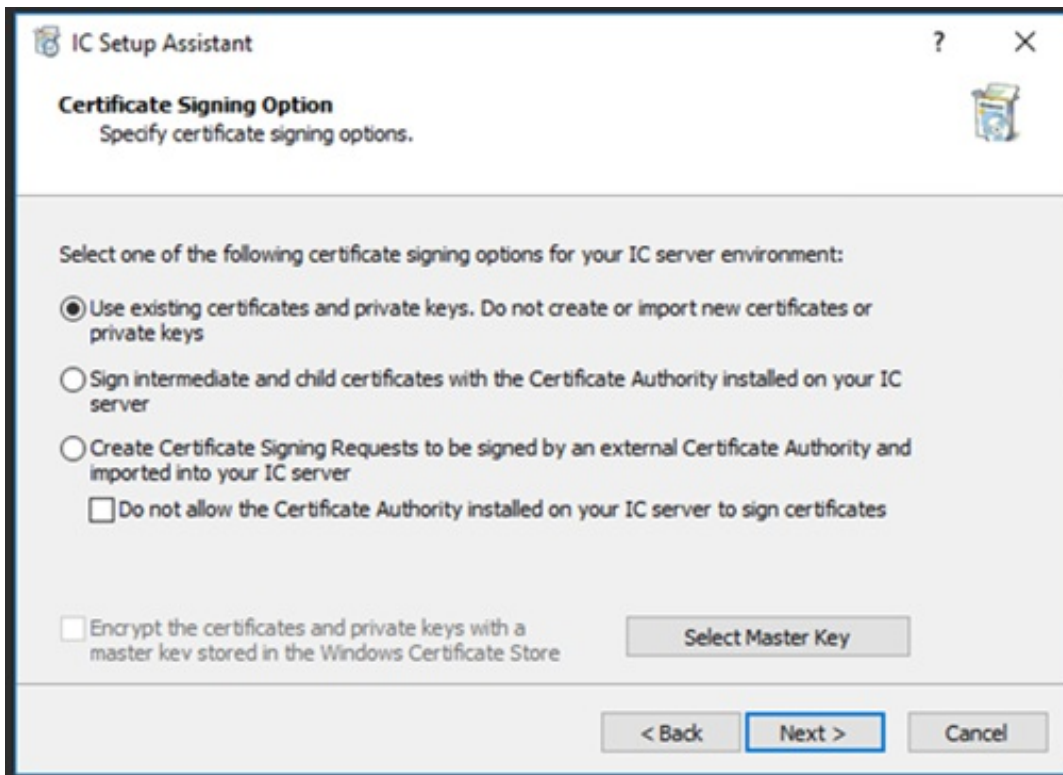 IC Setup Assistant
?
Certificate Signing Option
Specify certificate signing options.
Select one of the following certificate signing options for your IC server environment:
Use existing certificates and private keys. Do not create or import new certificates or
private keys
Sign intermediate and child certificates with the Certificate Authority installed on your IC
server
Create Certificate Signing Requests to be signed by an external Certificate Authority and
imported into your IC server
Do not allow the Certificate Authority installed on your IC server to sign certificates
Encrypt the certificates and private keys with a
master key stored in the Windows Certificate Store
Select Master Key
< Back
Next >
Cancel